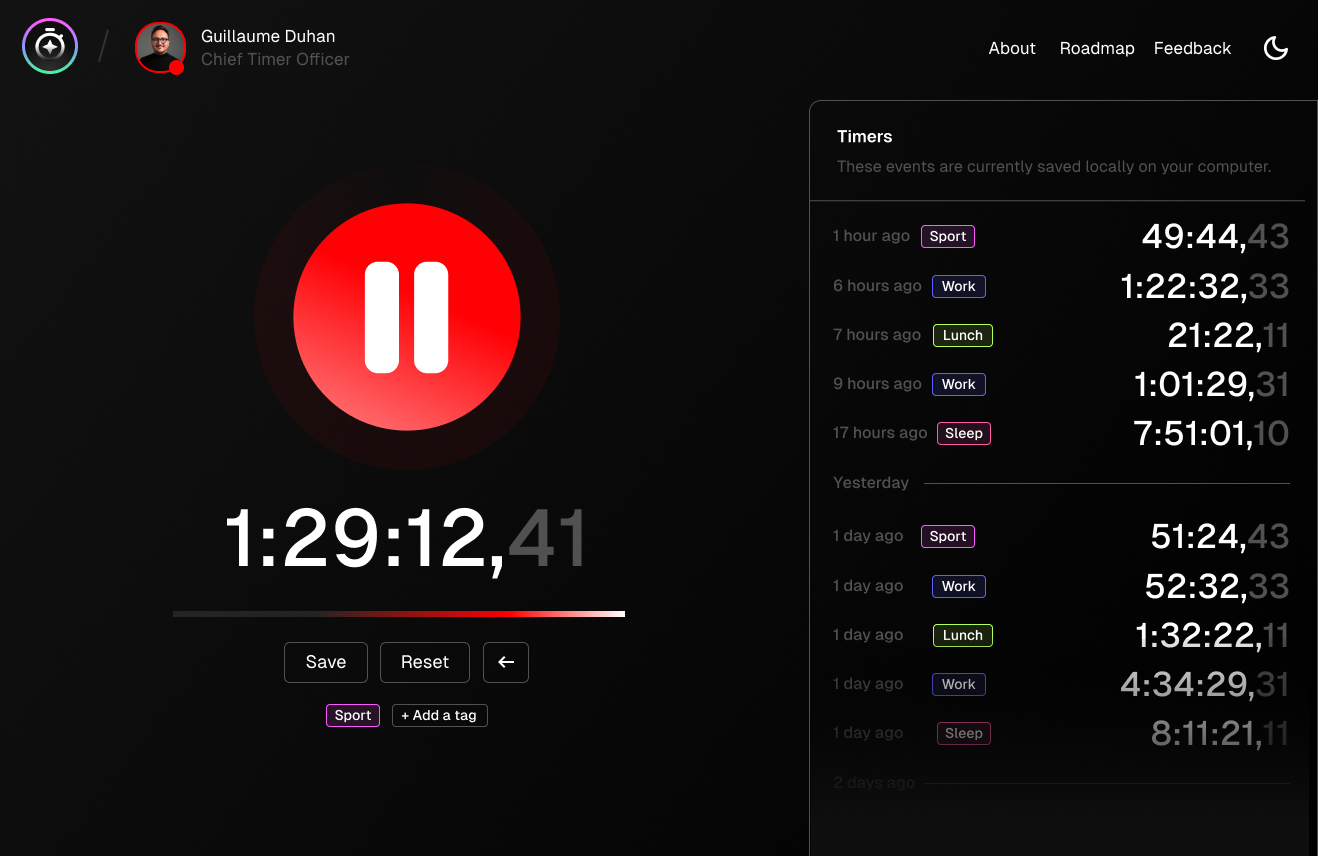 Guillaume Duhan
Chief Timer Officer
About Roadmap Feedback
Timers
These events are currently saved locally on your computer.
1 hour ago Sport 49:44,43
6 hours ago Work 1:22:32,33
7 hours ago Lunch 21:22,11
9 hours ago Work 1:01:29,31
17 hours ago Sleep 7:51:01,10
Yesterday
1 day ago Sport 51:24,43
1 day ago Work 52:32,33
1 day ago Lunch 1:32:22,11
1 day ago Work 4:34:29,31
1 day ago Sleep 8:11:21,11
2 days ago
1:29:12,41
Save Reset
Sport + Add a tag